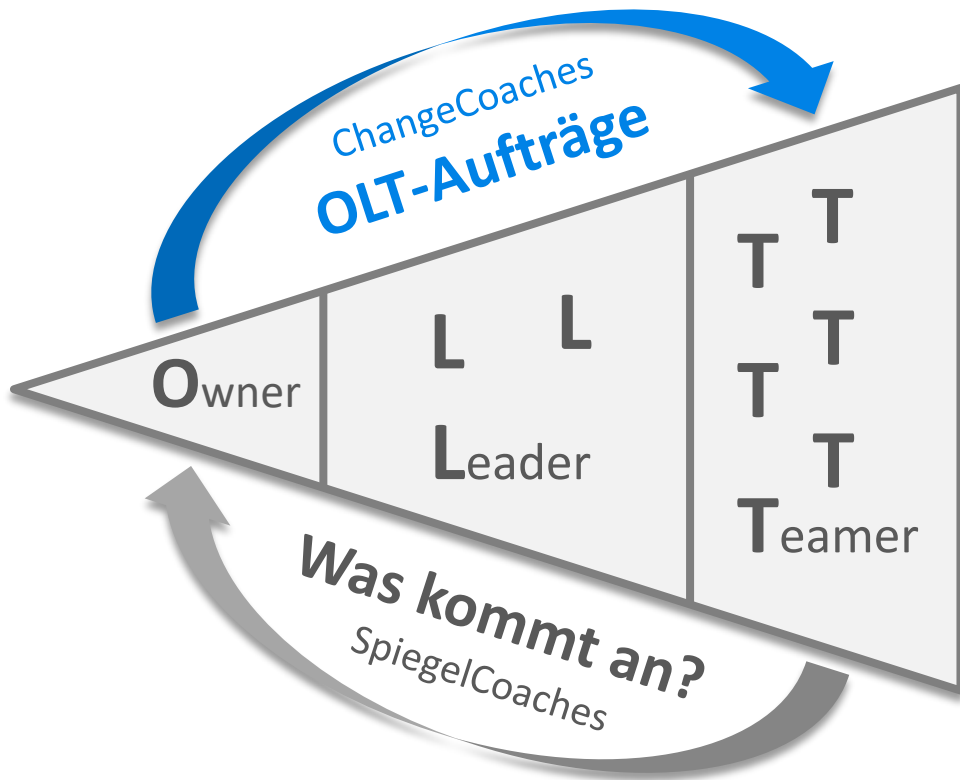 ChangeCoaches
OLT-Aufträge
Owner
L
L
Leader
T
T
T
T
T
Teamer
Was kommt an?
SpiegelCoaches